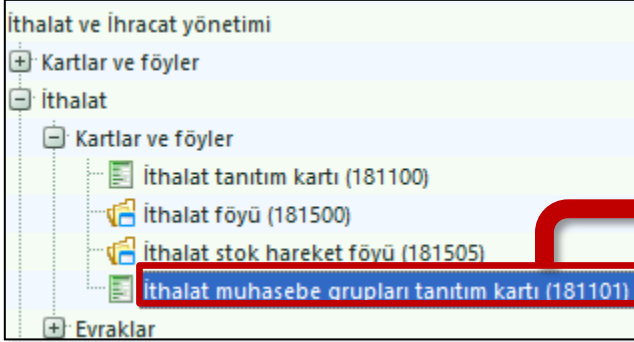 İthalat ve İhracat yönetimi
Kartlar ve föyler
İthalat
Kartlar ve föyler
İthalat tanıtım kartı (181100)
İthalat föyü (181500)
İthalat stok hareket föyü (181505)
İthalat muhasebe grupları tanıtım kartı (181101)
Evraklar